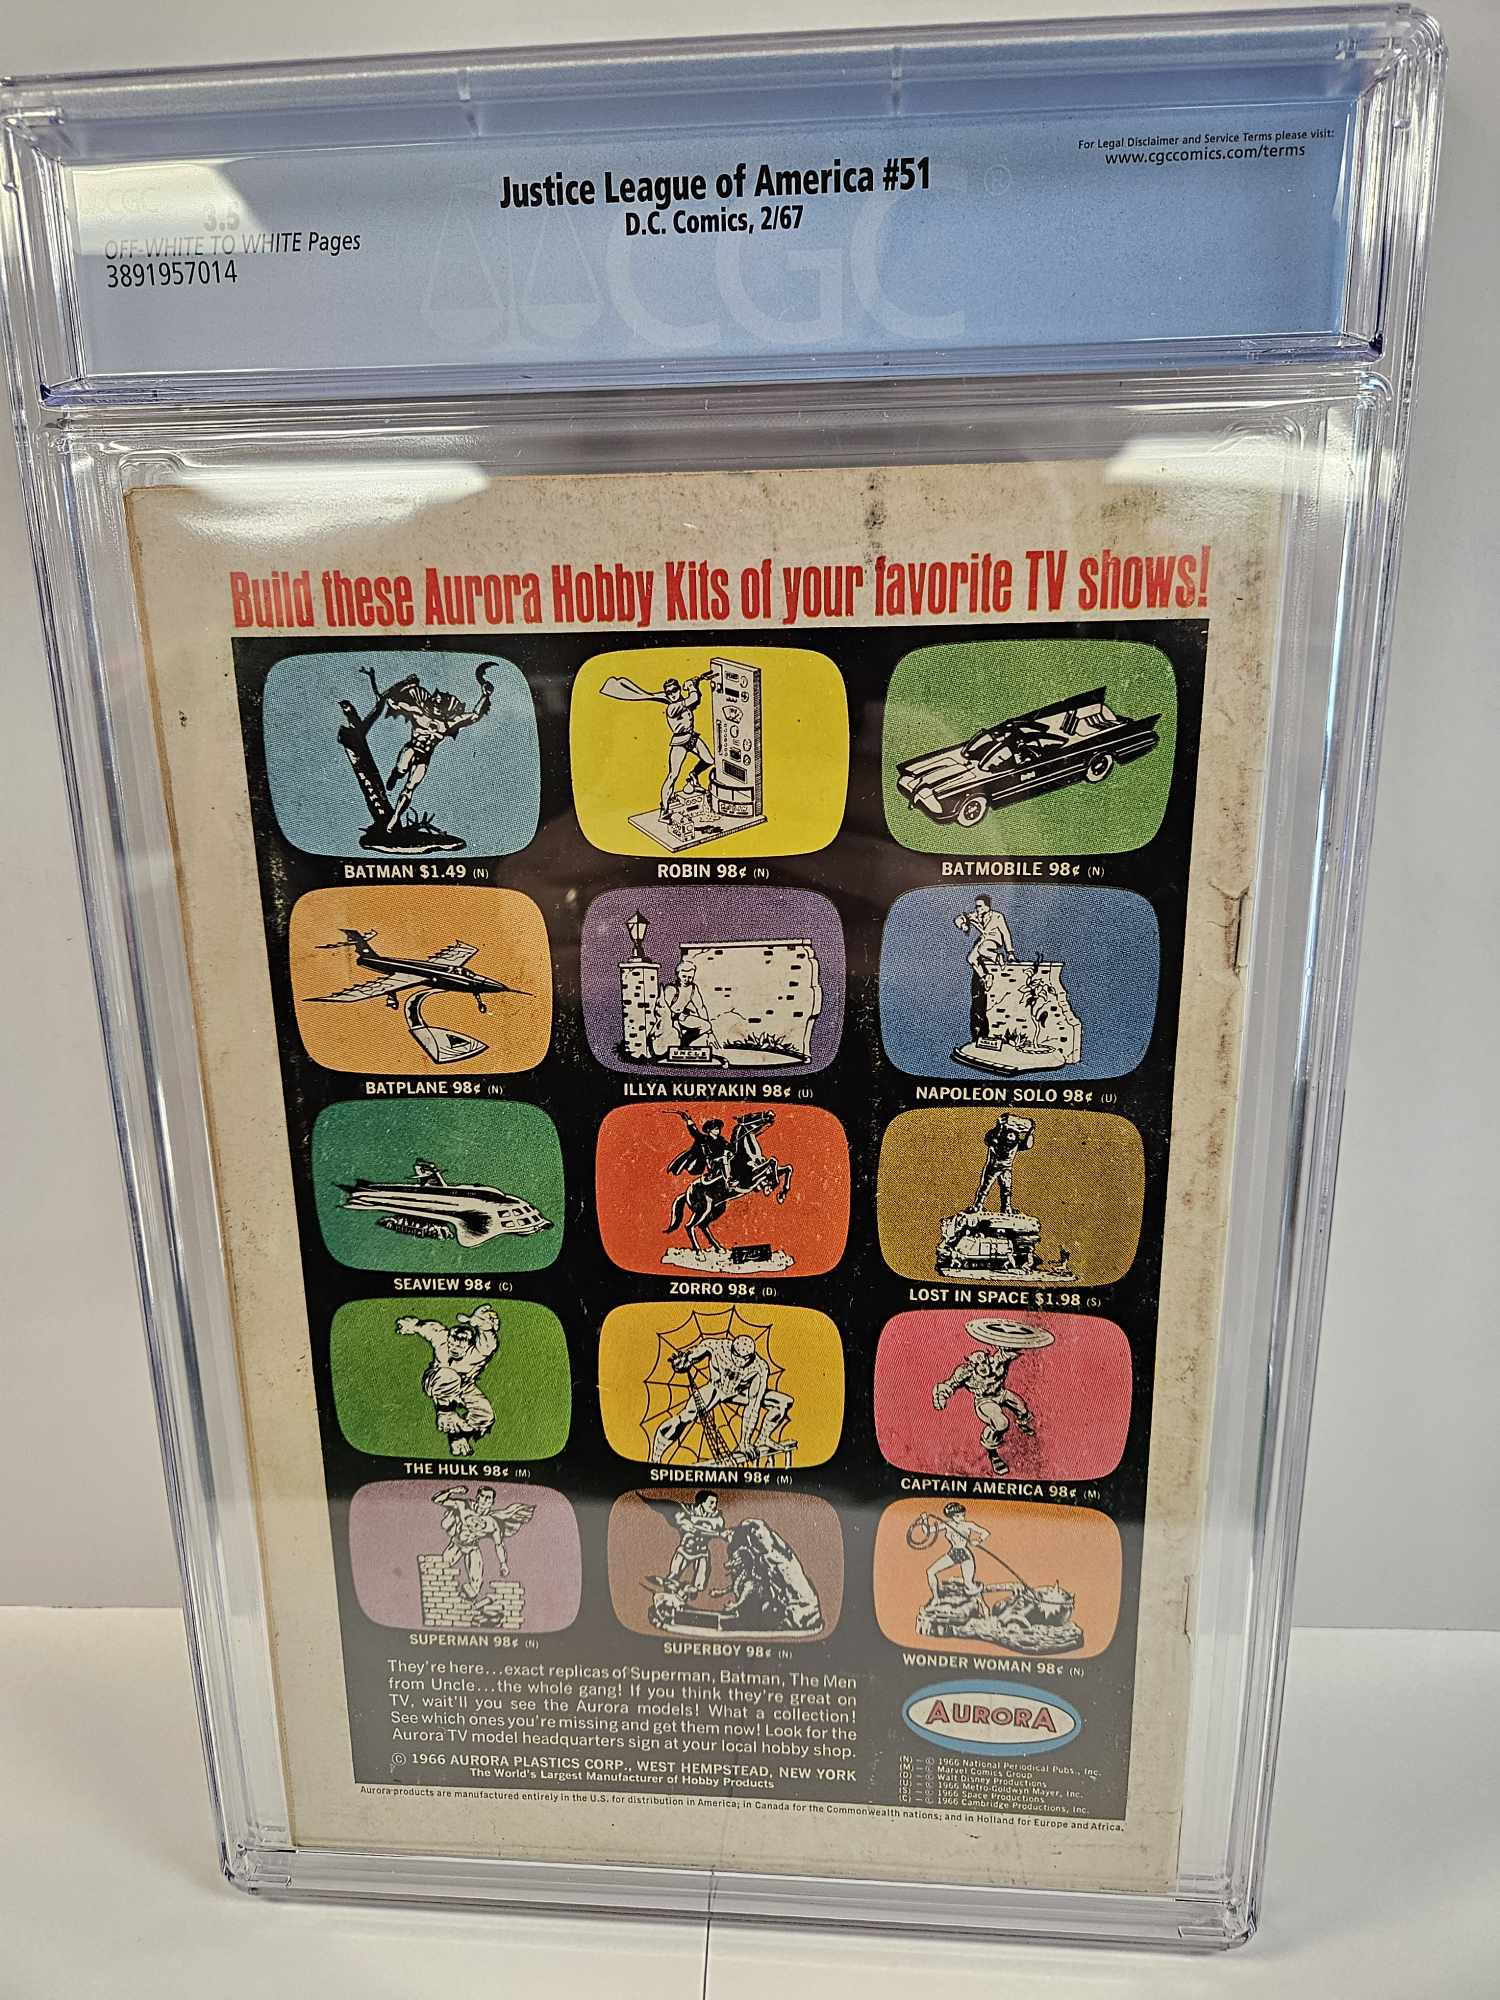 For Legal Disclaimer and Service Terms please visit:
www.cgccomics.com/terms
Justice League of America #51
D.C. Comics, 2/67
CGC
3.5
OFF-WHITE TO WHITE Pages
3891957014
CGC
Build these Aurora Hobby Kits of your favorite TV shows!
BATMAN $1.49 (N)
ROBIN 98¢ (N)
BATMOBILE 98¢ (N)
BATPLANE 98¢ (N)
ILLYA KURYAKIN 98¢ (U)
NAPOLEON SOLO 98¢ (U)
SEAVIEW 98¢ (C)
ZORRO 98¢ (D)
LOST IN SPACE $1.98 (S)
THE HULK 98¢ (M)
SPIDERMAN 98¢ (M)
CAPTAIN AMERICA 98¢ (M)
SUPERMAN 98¢ (N)
SUPERBOY 98¢ (N)
WONDER WOMAN 98¢ (N)
They're here...exact replicas of Superman, Batman, The Men
from Uncle...the whole gang! If you think they're great on
TV, wait'll you see the Aurora models! What a collection!
See which ones you're missing and get them now! Look for the
Aurora TV model headquarters sign at your local hobby shop.
© 1966 AURORA PLASTICS CORP., WEST HEMPSTEAD, NEW YORK
The World's Largest Manufacturer of Hobby Products
AURORA
(N) — © 1966 National Periodical Pubs., Inc.
(M) — © Marvel Comics Group
(D) — © Walt Disney Productions
(U) — © 1966 Metro-Goldwyn Mayer, Inc.
(S) — © 1966 Space Productions
(C) — © 1966 Cambridge Productions, Inc.
Aurora products are manufactured entirely in the U.S. for distribution in America; in Canada for the Commonwealth nations; and in Holland for Europe and Africa.